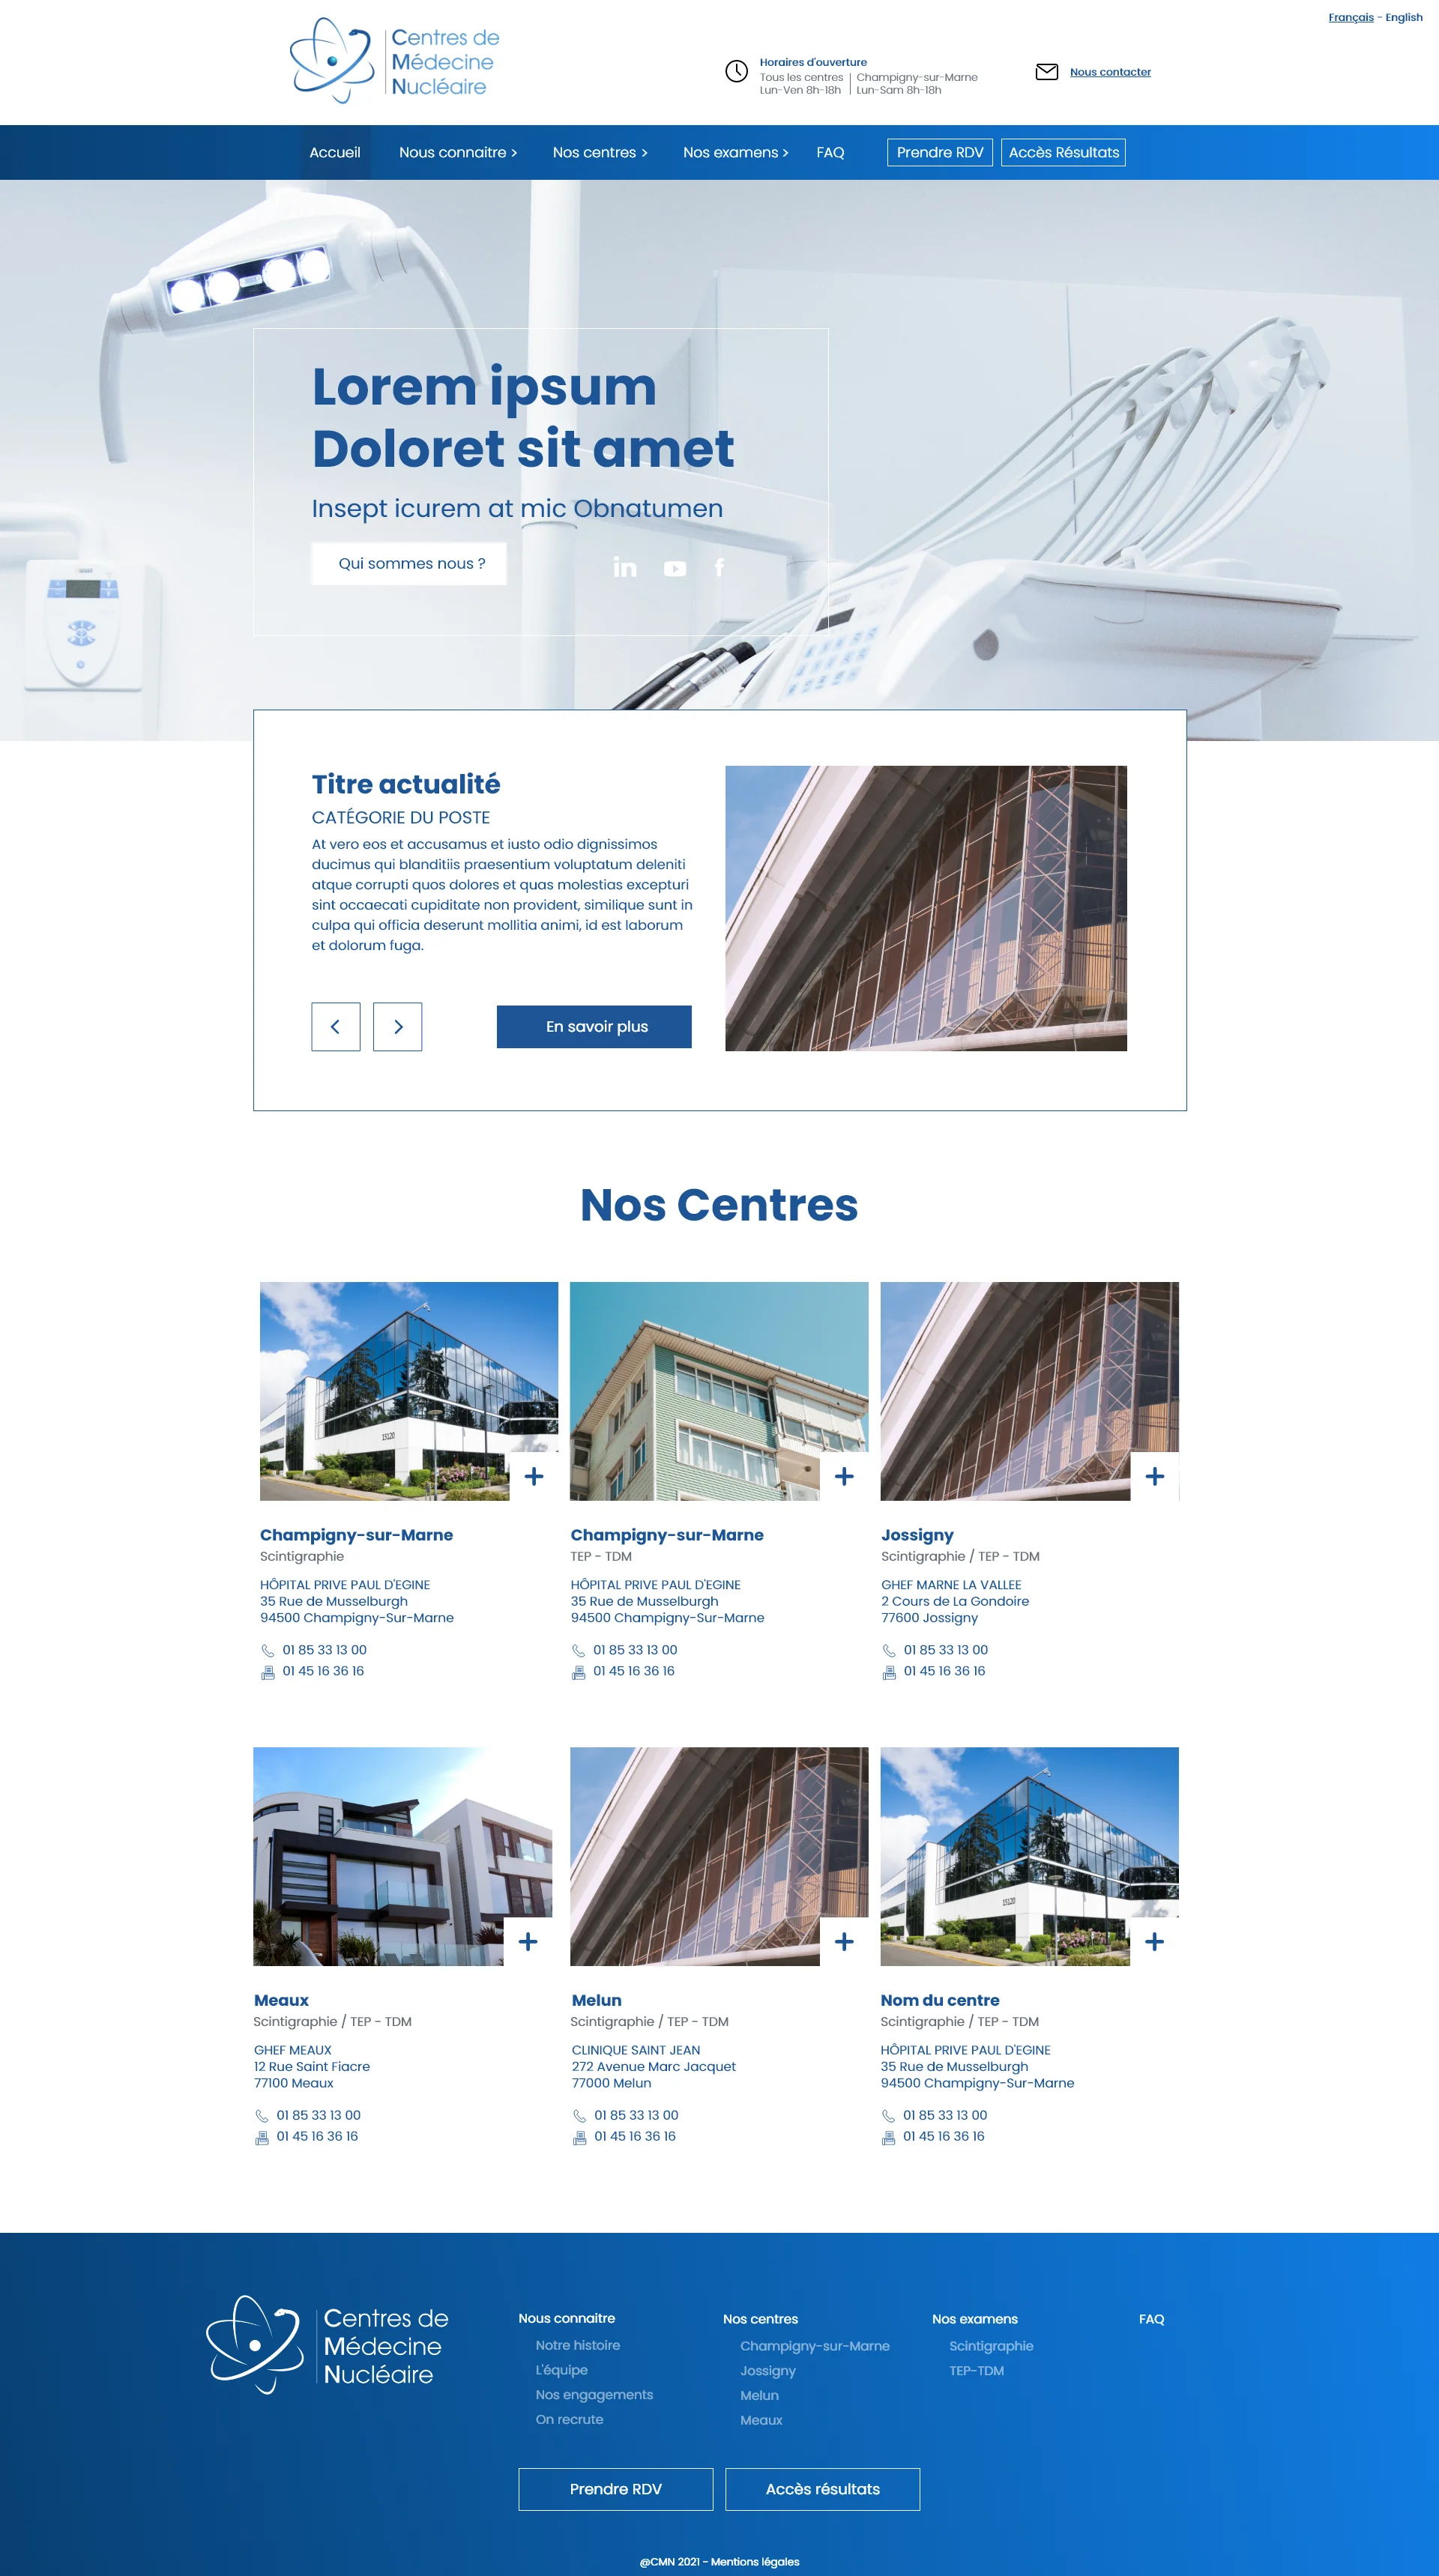 Français - English
Centres de
Médecine
Nucléaire
Horaires d'ouverture
Tous les centres | Champigny-sur-Marne
Lun-Ven 8h-18h | Lun-Sam 8h-18h
Nous contacter
Accueil
Nous connaitre >
Nos centres >
Nos examens >
FAQ
Prendre RDV
Accès Résultats
Lorem ipsum
Doloret sit amet
Insept icurem at mic Obnatumen
Qui sommes nous ?
in
f
Titre actualité
CATÉGORIE DU POSTE
At vero eos et accusamus et iusto odio dignissimos
ducimus qui blanditiis praesentium voluptatum deleniti
atque corrupti quos dolores et quas molestias excepturi
sint occaecati cupiditate non provident, similique sunt in
culpa qui officia deserunt mollitia animi, id est laborum
et dolorum fuga.
En savoir plus
Nos Centres
15120
Champigny-sur-Marne
Scintigraphie
HÔPITAL PRIVE PAUL D'EGINE
35 Rue de Musselburgh
94500 Champigny-Sur-Marne
01 85 33 13 00
01 45 16 36 16
Champigny-sur-Marne
TEP - TDM
HÔPITAL PRIVE PAUL D'EGINE
35 Rue de Musselburgh
94500 Champigny-Sur-Marne
01 85 33 13 00
01 45 16 36 16
Jossigny
Scintigraphie / TEP - TDM
GHEF MARNE LA VALLEE
2 Cours de La Gondoire
77600 Jossigny
01 85 33 13 00
01 45 16 36 16
Meaux
Scintigraphie / TEP - TDM
GHEF MEAUX
12 Rue Saint Fiacre
77100 Meaux
01 85 33 13 00
01 45 16 36 16
Melun
Scintigraphie / TEP - TDM
CLINIQUE SAINT JEAN
272 Avenue Marc Jacquet
77000 Melun
01 85 33 13 00
01 45 16 36 16
15120
Nom du centre
Scintigraphie / TEP - TDM
HÔPITAL PRIVE PAUL D'EGINE
35 Rue de Musselburgh
94500 Champigny-Sur-Marne
01 85 33 13 00
01 45 16 36 16
Centres de
Médecine
Nucléaire
Nous connaitre
Notre histoire
L'équipe
Nos engagements
On recrute
Nos centres
Champigny-sur-Marne
Jossigny
Melun
Meaux
Nos examens
Scintigraphie
TEP-TDM
FAQ
Prendre RDV
Accès résultats
@CMN 2021 - Mentions légales